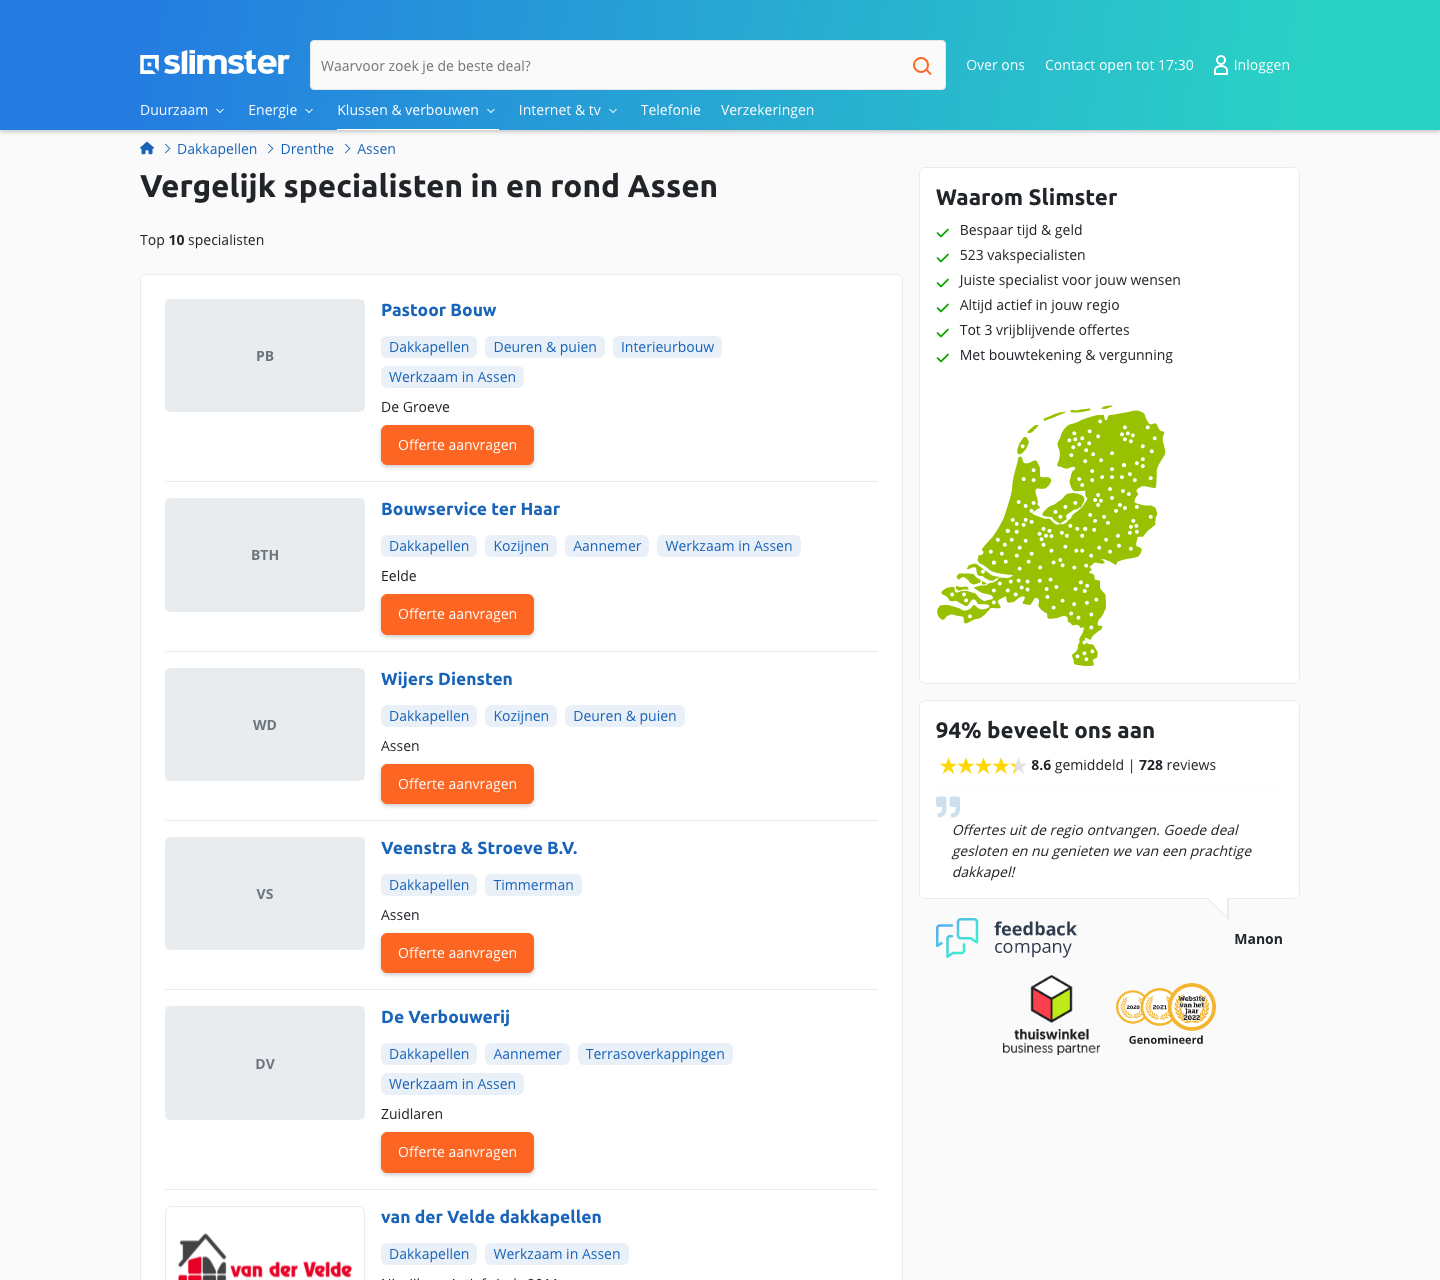 slimster
Waarvoor zoek je de beste deal?
Over ons
Contact open tot 17:30
Inloggen
Duurzaam
Energie
Klussen & verbouwen
Internet & tv
Telefonie
Verzekeringen
Dakkapellen
Drenthe
Assen
Vergelijk specialisten in en rond Assen
Top 10 specialisten
PB
Pastoor Bouw
Dakkapellen
Deuren & puien
Interieurbouw
Werkzaam in Assen
De Groeve
Offerte aanvragen
BTH
Bouwservice ter Haar
Dakkapellen
Kozijnen
Aannemer
Werkzaam in Assen
Eelde
Offerte aanvragen
WD
Wijers Diensten
Dakkapellen
Kozijnen
Deuren & puien
Assen
Offerte aanvragen
VS
Veenstra & Stroeve B.V.
Dakkapellen
Timmerman
Assen
Offerte aanvragen
DV
De Verbouwerij
Dakkapellen
Aannemer
Terrasoverkappingen
Werkzaam in Assen
Zuidlaren
Offerte aanvragen
van der Velde
van der Velde dakkapellen
Dakkapellen
Werkzaam in Assen
Waarom Slimster
Bespaar tijd & geld
523 vakspecialisten
Juiste specialist voor jouw wensen
Altijd actief in jouw regio
Tot 3 vrijblijvende offertes
Met bouwtekening & vergunning
94% beveelt ons aan
8.6 gemiddeld | 728 reviews
Offertes uit de regio ontvangen. Goede deal
gesloten en nu genieten we van een prachtige
dakkapel!
feedback
company
Manon
thuiswinkel
business partner
2020
2021
Website
van het
Jaar
2022
Genomineerd